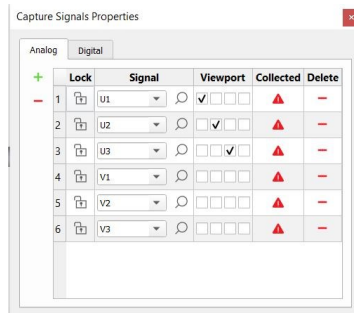 Capture Signals Properties
Analog Digital
Lock Signal Viewport Collected Delete
1 U1
2 U2
3 U3
4 V1
5 V2
6 V3